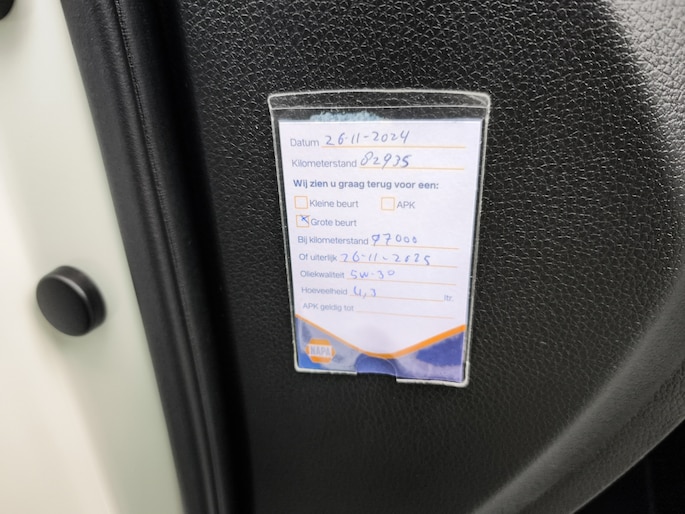 Datum 26-11-2024
Kilometerstand 82935
Wij zien u graag terug voor een:
Kleine beurt APK
Grote beurt
Bij kilometerstand 97000
Of uiterlijk 26-11-2025
Oliekwaliteit 5W-30
Hoeveelheid 4,3 ltr.
APK geldig tot
NAPA